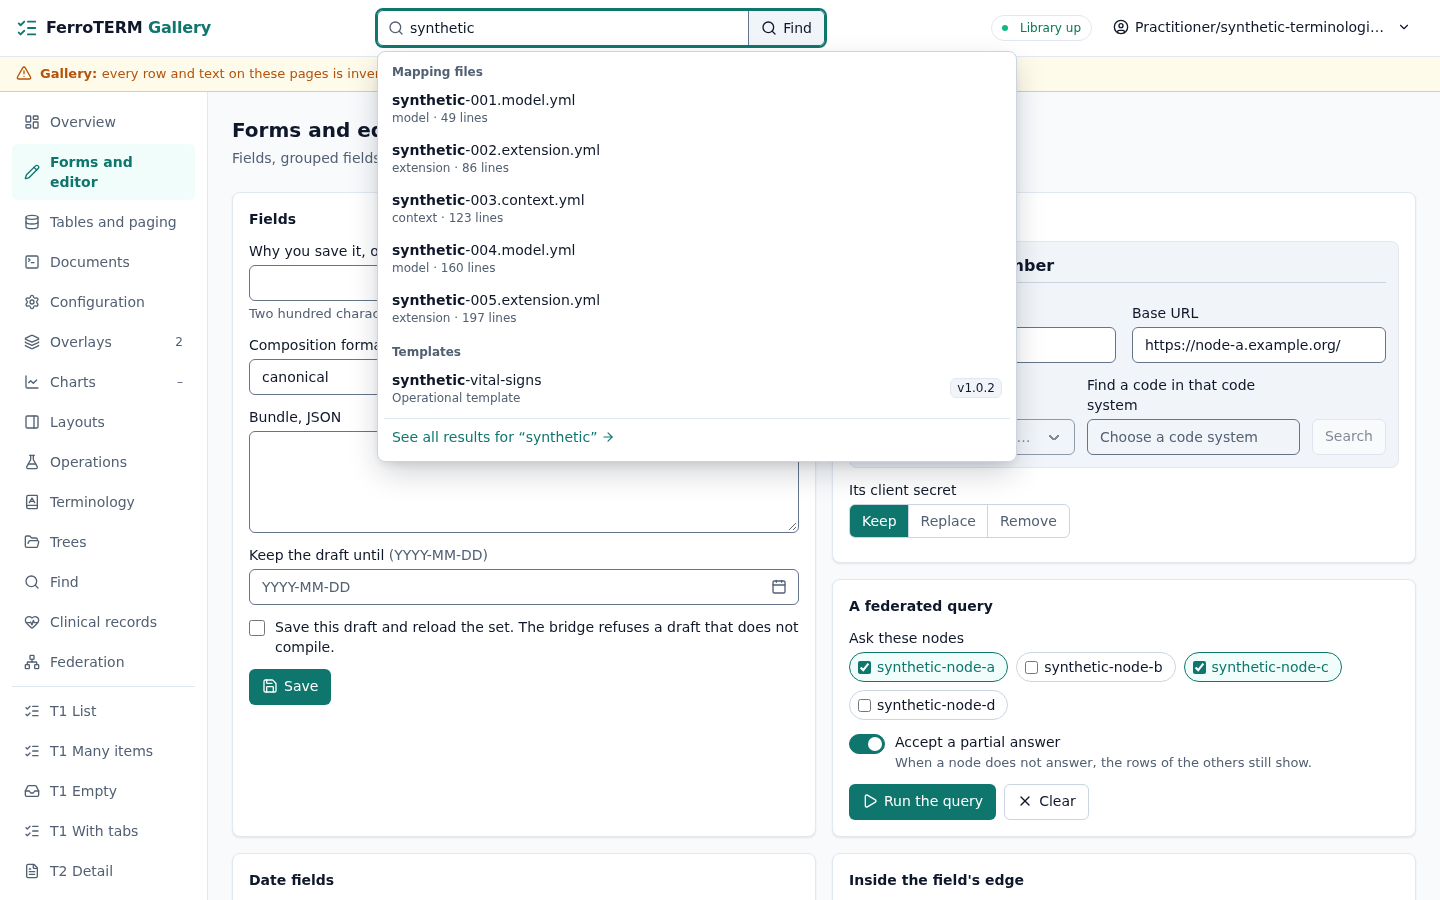 FerroTERM Gallery
synthetic
Find
Library up
Practitioner/synthetic-terminologi...
Gallery: every row and text on these pages is inver
Overview
Forms and
editor
Tables and paging
Documents
Configuration
Overlays
2
Charts
–
Layouts
Operations
Terminology
Trees
Find
Clinical records
Federation
T1 List
T1 Many items
T1 Empty
T1 With tabs
T2 Detail
Mapping files
synthetic-001.model.yml
model · 49 lines
synthetic-002.extension.yml
extension · 86 lines
synthetic-003.context.yml
context · 123 lines
synthetic-004.model.yml
model · 160 lines
synthetic-005.extension.yml
extension · 197 lines
Templates
synthetic-vital-signs
Operational template
v1.0.2
See all results for “synthetic” →
Forms and ed
Fields, grouped fields
Fields
Why you save it, o
Two hundred charac
Composition forma
canonical
Bundle, JSON
Keep the draft until (YYYY-MM-DD)
YYYY-MM-DD
Save this draft and reload the set. The bridge refuses a draft that does not
compile.
Save
mber
Base URL
https://node-a.example.org/
Find a code in that code
system
...
Choose a code system
Search
Its client secret
Keep
Replace
Remove
A federated query
Ask these nodes
synthetic-node-a
synthetic-node-b
synthetic-node-c
synthetic-node-d
Accept a partial answer
When a node does not answer, the rows of the others still show.
Run the query
Clear
Date fields
Inside the field's edge